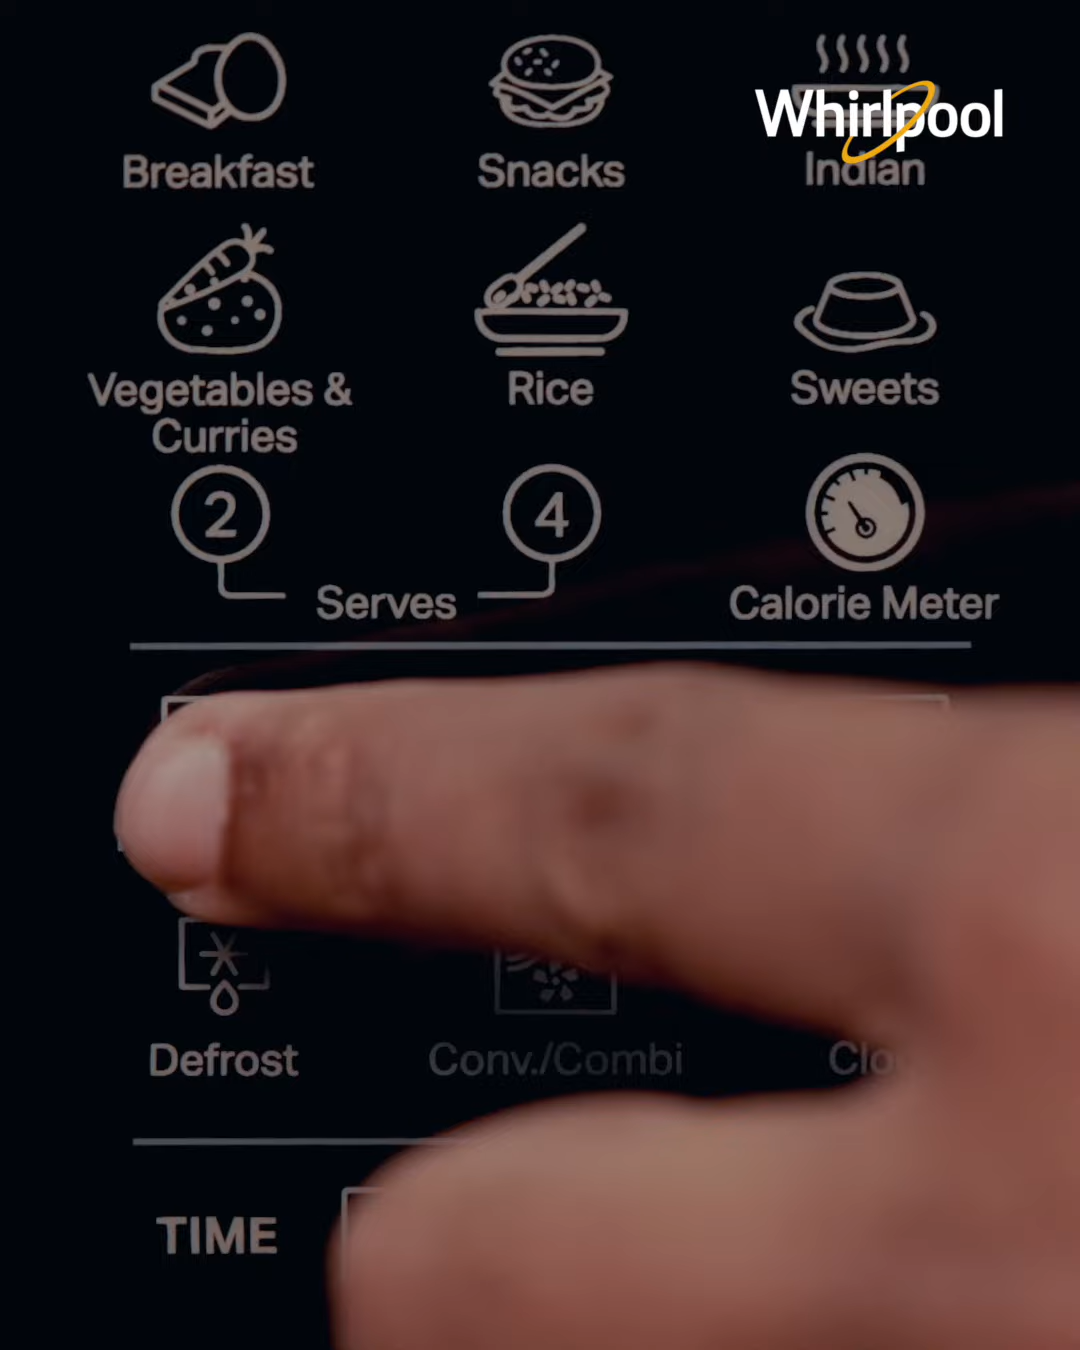 Whirlpool
Breakfast
Snacks
Indian
Vegetables &
Curries
Rice
Sweets
2
4
Serves
Calorie Meter
Defrost
Conv./Combi
TIME